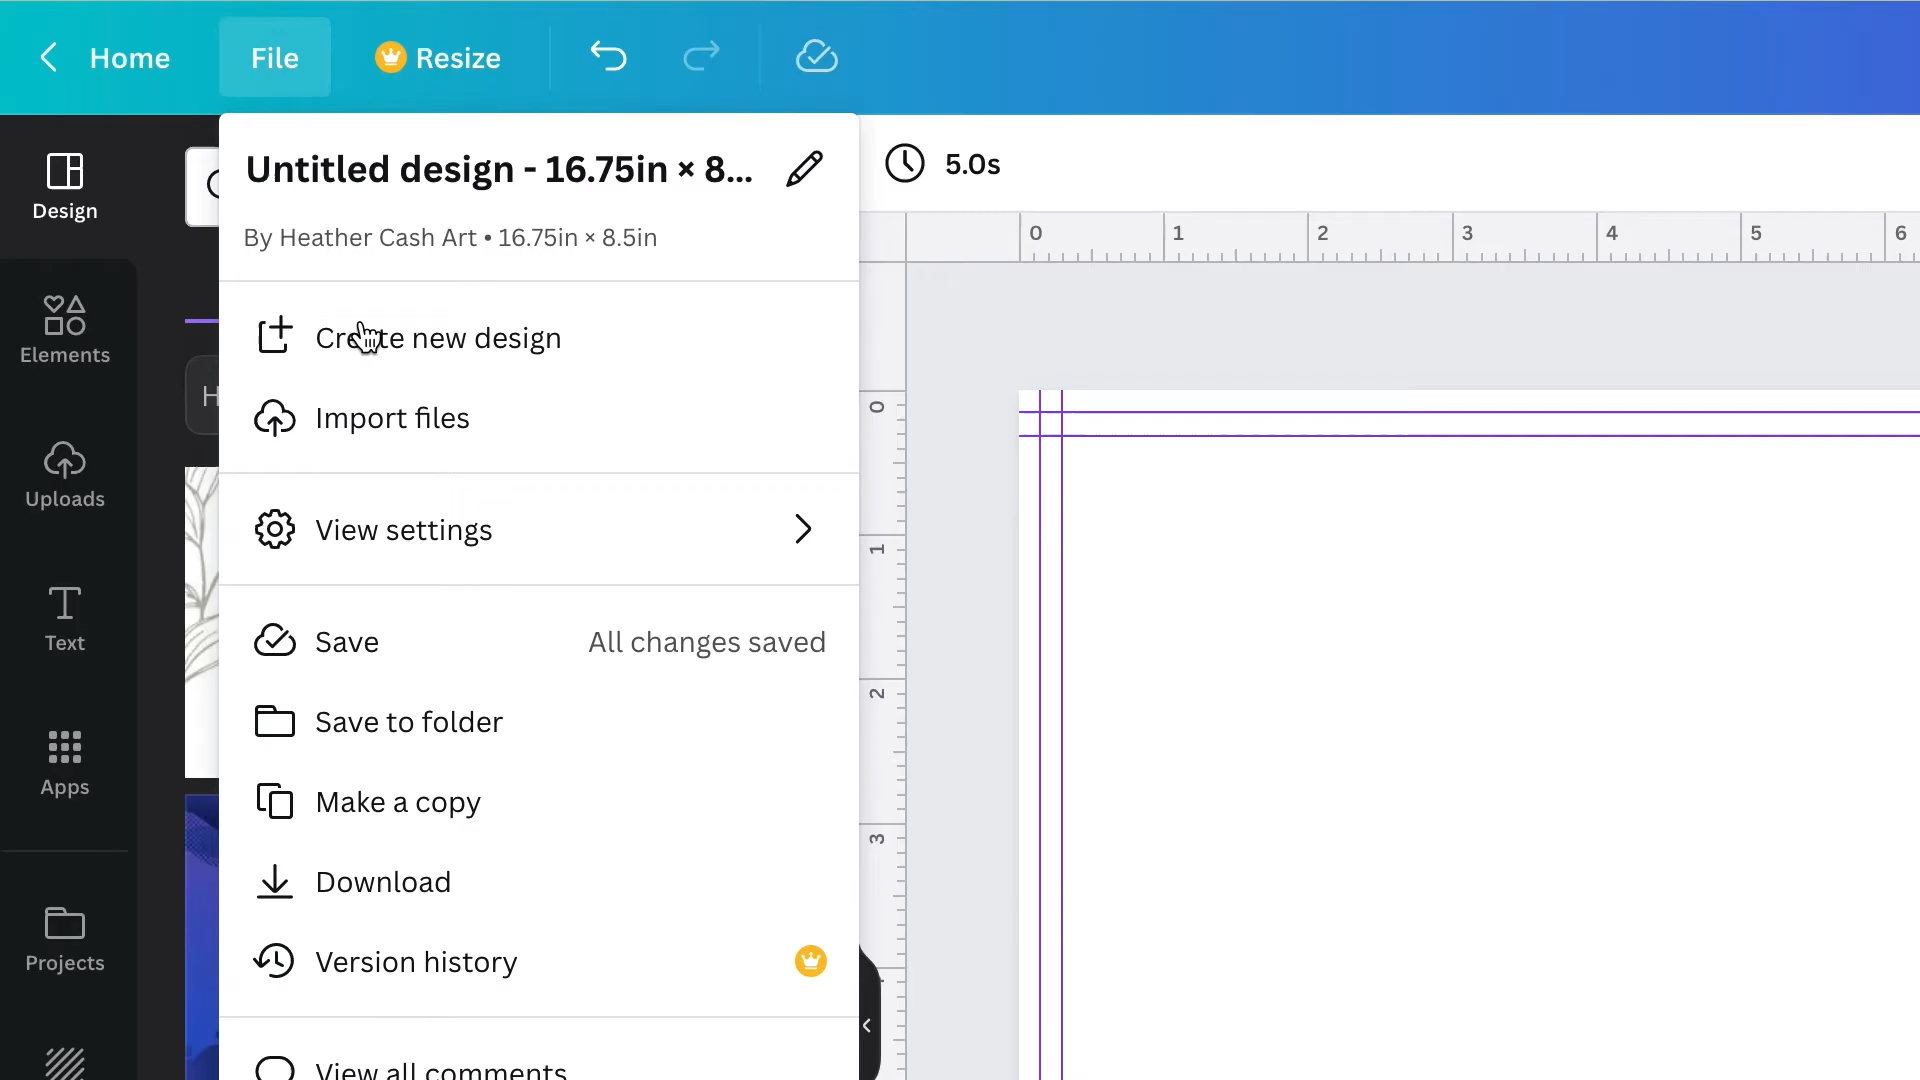 Home File Resize
Untitled design - 16.75in × 8...
5.0s
By Heather Cash Art • 16.75in × 8.5in
0 1 2 3 4 5 6
Design
Elements
Uploads
Text
Apps
Projects
H
Create new design
Import files
View settings
Save All changes saved
Save to folder
Make a copy
Download
Version history
View all comments
0
1
2
3